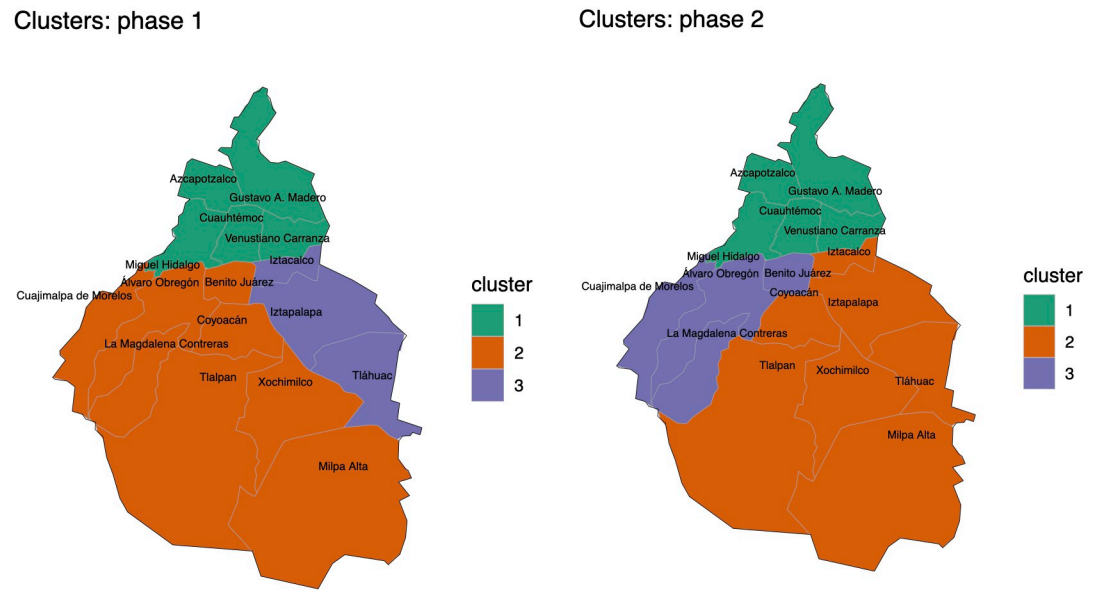 Clusters: phase 1
Azcapotzalco
Gustavo A. Madero
Cuauhtémoc
Venustiano Carranza
Iztacalco
Miguel Hidalgo
Álvaro Obregón
Benito Juárez
Cuajimalpa de Morelos
Iztapalapa
Coyoacán
La Magdalena Contreras
Tlalpan
Xochimilco
Tláhuac
Milpa Alta
cluster
1
2
3
Clusters: phase 2
Azcapotzalco
Gustavo A. Madero
Cuauhtémoc
Venustiano Carranza
Iztacalco
Miguel Hidalgo
Álvaro Obregón
Benito Juárez
Cuajimalpa de Morelos
Coyoacán
Iztapalapa
La Magdalena Contreras
Tlalpan
Xochimilco
Tláhuac
Milpa Alta
cluster
1
2
3